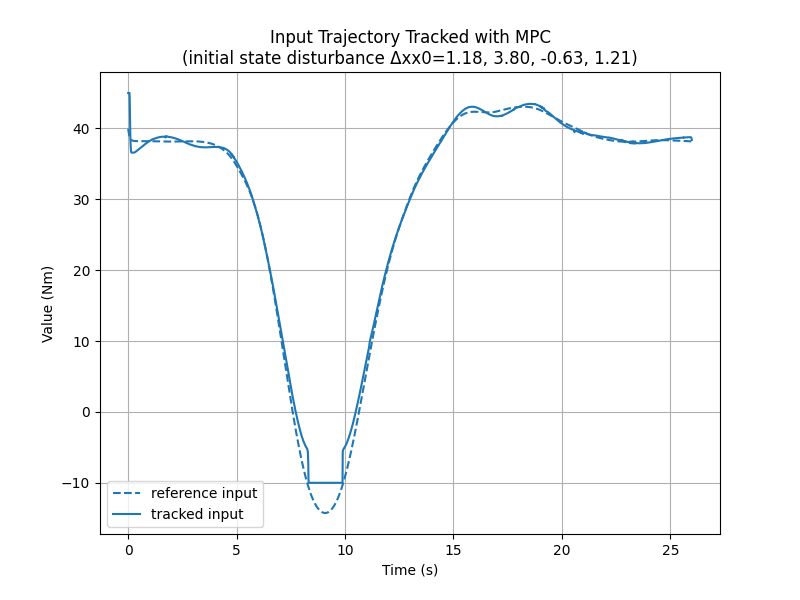 Input Trajectory Tracked with MPC
(initial state disturbance Δxx0=1.18, 3.80, -0.63, 1.21)
Value (Nm)
40
30
20
10
0
−10
reference input
tracked input
0 5 10 15 20 25
Time (s)